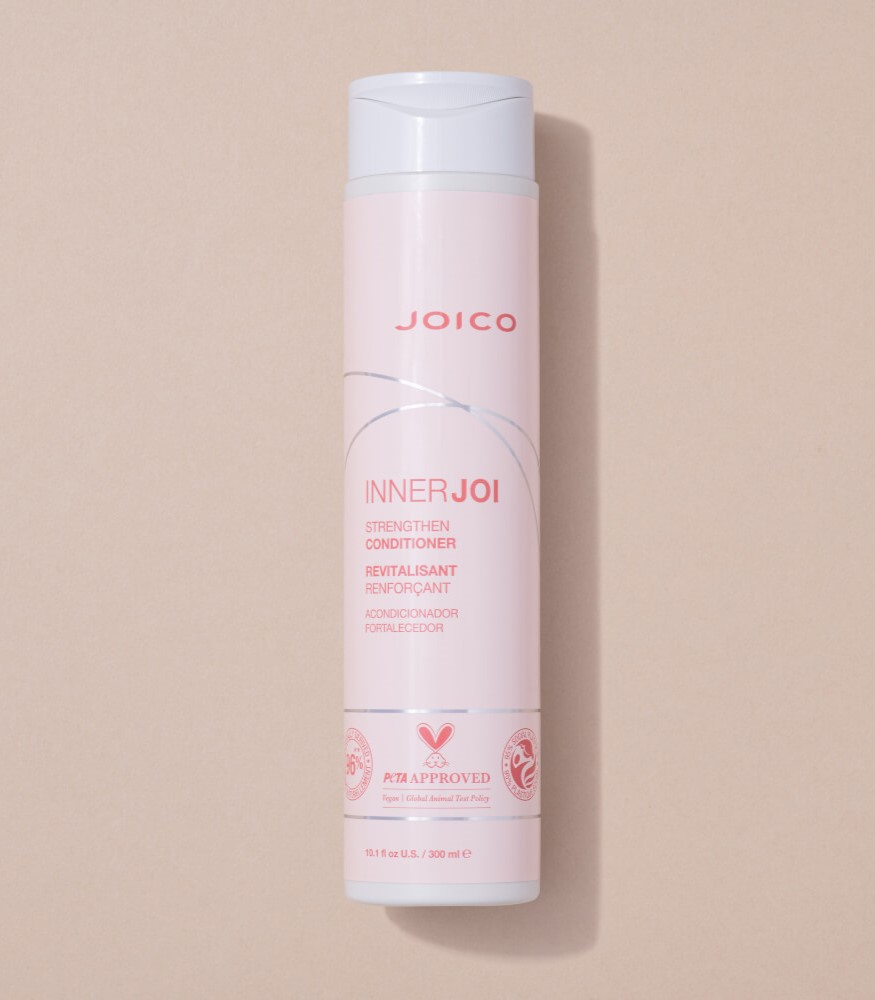 JOICO
INNERJOI
STRENGTHEN
CONDITIONER
REVITALISANT
RENFORÇANT
ACONDICIONADOR
FORTALECEDOR
96%
PeTA APPROVED
Vegan | Global Animal Test Policy
10.1 fl oz U.S. / 300 ml ℮